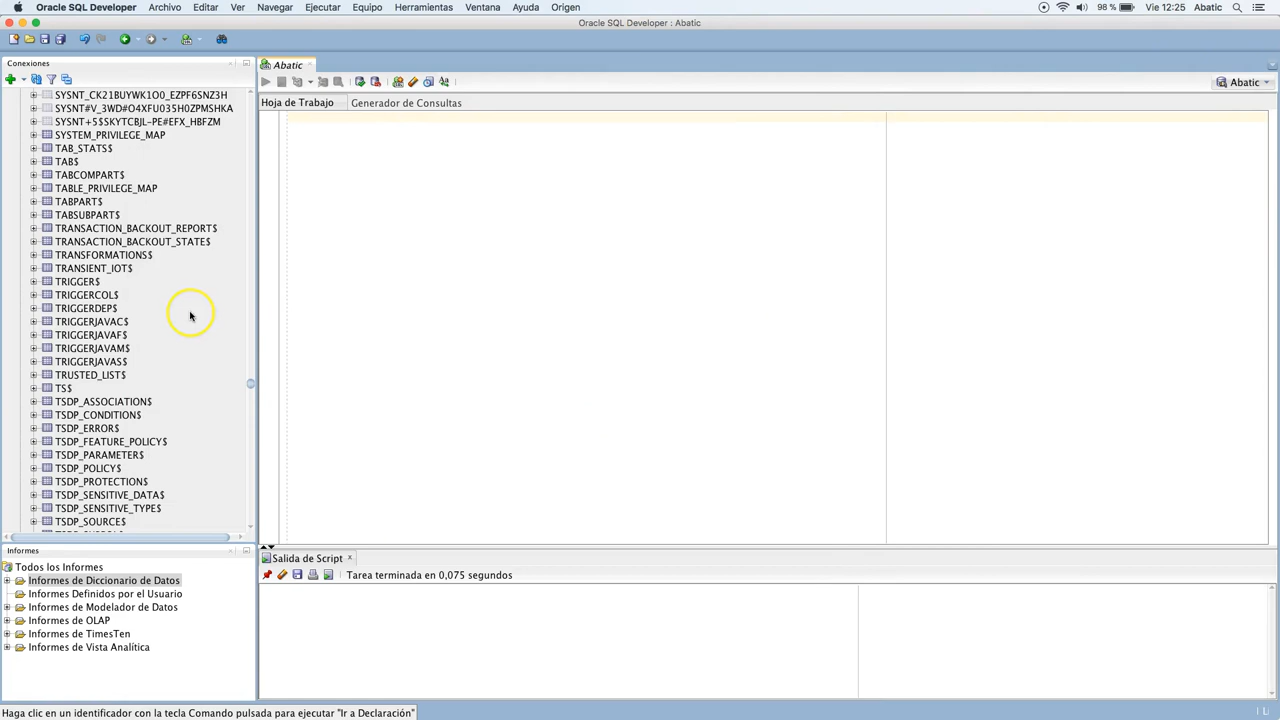 Oracle SQL Developer Archivo Editar Ver Navegar Ejecutar Equipo Herramientas Ventana Ayuda Origen 98 % Vie 12:25 Abatic
Oracle SQL Developer : Abatic
Conexiones
SYSNT_CK21BUYWK1O0_EZPF6SNZ3H
SYSNT#V_3WD#O4XFU035H0ZPMSHKA
SYSNT+5$SKYTCBJL-PE#EFX_HBFZM
SYSTEM_PRIVILEGE_MAP
TAB_STATS$
TAB$
TABCOMPART$
TABLE_PRIVILEGE_MAP
TABPART$
TABSUBPART$
TRANSACTION_BACKOUT_REPORT$
TRANSACTION_BACKOUT_STATE$
TRANSFORMATIONS$
TRANSIENT_IOT$
TRIGGER$
TRIGGERCOL$
TRIGGERDEP$
TRIGGERJAVAC$
TRIGGERJAVAF$
TRIGGERJAVAM$
TRIGGERJAVAS$
TRUSTED_LIST$
TS$
TSDP_ASSOCIATION$
TSDP_CONDITION$
TSDP_ERROR$
TSDP_FEATURE_POLICY$
TSDP_PARAMETER$
TSDP_POLICY$
TSDP_PROTECTION$
TSDP_SENSITIVE_DATA$
TSDP_SENSITIVE_TYPE$
TSDP_SOURCE$
Informes
Todos los Informes
Informes de Diccionario de Datos
Informes Definidos por el Usuario
Informes de Modelador de Datos
Informes de OLAP
Informes de TimesTen
Informes de Vista Analítica
Abatic
Abatic
Hoja de Trabajo Generador de Consultas
Salida de Script
Tarea terminada en 0,075 segundos
Haga clic en un identificador con la tecla Comando pulsada para ejecutar "Ir a Declaración"